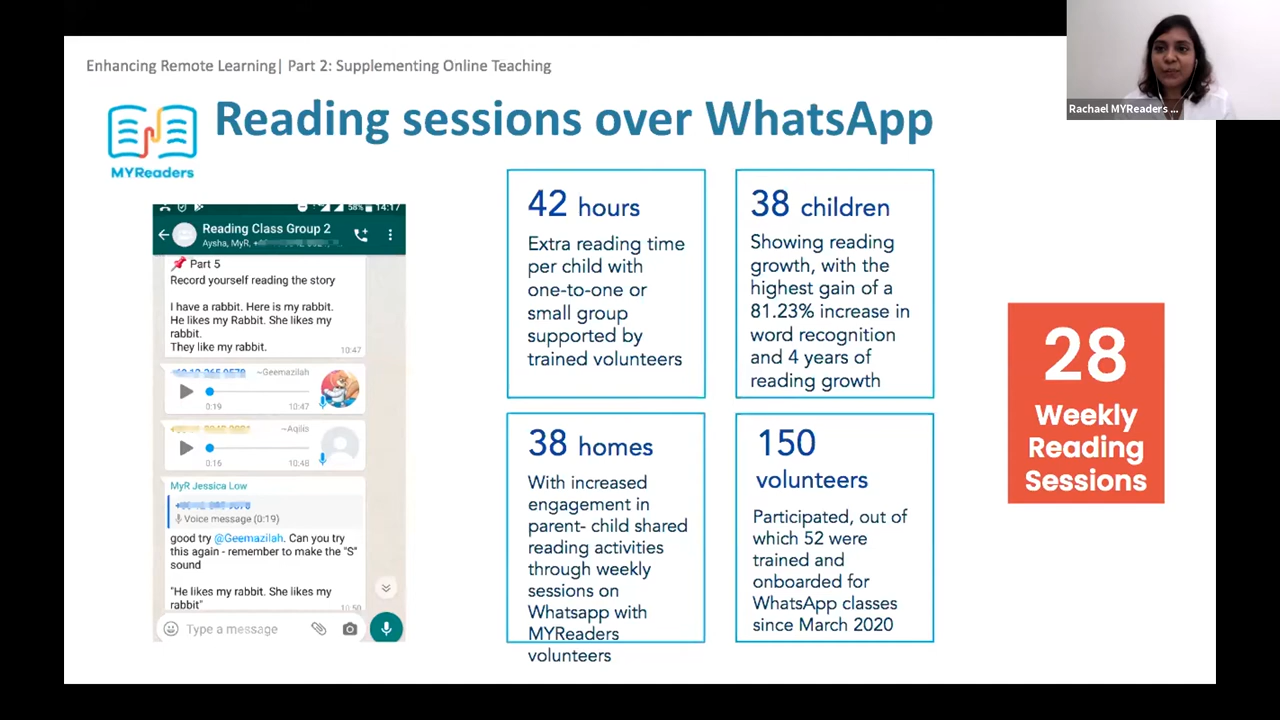 Enhancing Remote Learning| Part 2: Supplementing Online Teaching
Rachael MYReaders ...
Reading sessions over WhatsApp
MYReaders
58% 14:17
Reading Class Group 2
Aysha, MyR,
Part 5
Record yourself reading the story
I have a rabbit. Here is my rabbit.
He likes my Rabbit. She likes my
rabbit.
They like my rabbit.
10:47
~Geemazilah
0:19 10:47
~Aqilis
0:16 10:48
MyR Jessica Low
Voice message (0:19)
good try @Geemazilah. Can you try
this again - remember to make the "S"
sound
"He likes my rabbit. She likes my
rabbit"
10:50
Type a message
42 hours
Extra reading time
per child with
one-to-one or
small group
supported by
trained volunteers
38 children
Showing reading
growth, with the
highest gain of a
81.23% increase in
word recognition
and 4 years of
reading growth
38 homes
With increased
engagement in
parent- child shared
reading activities
through weekly
sessions on
Whatsapp with
MYReaders
volunteers
150
volunteers
Participated, out of
which 52 were
trained and
onboarded for
WhatsApp classes
since March 2020
28
Weekly
Reading
Sessions